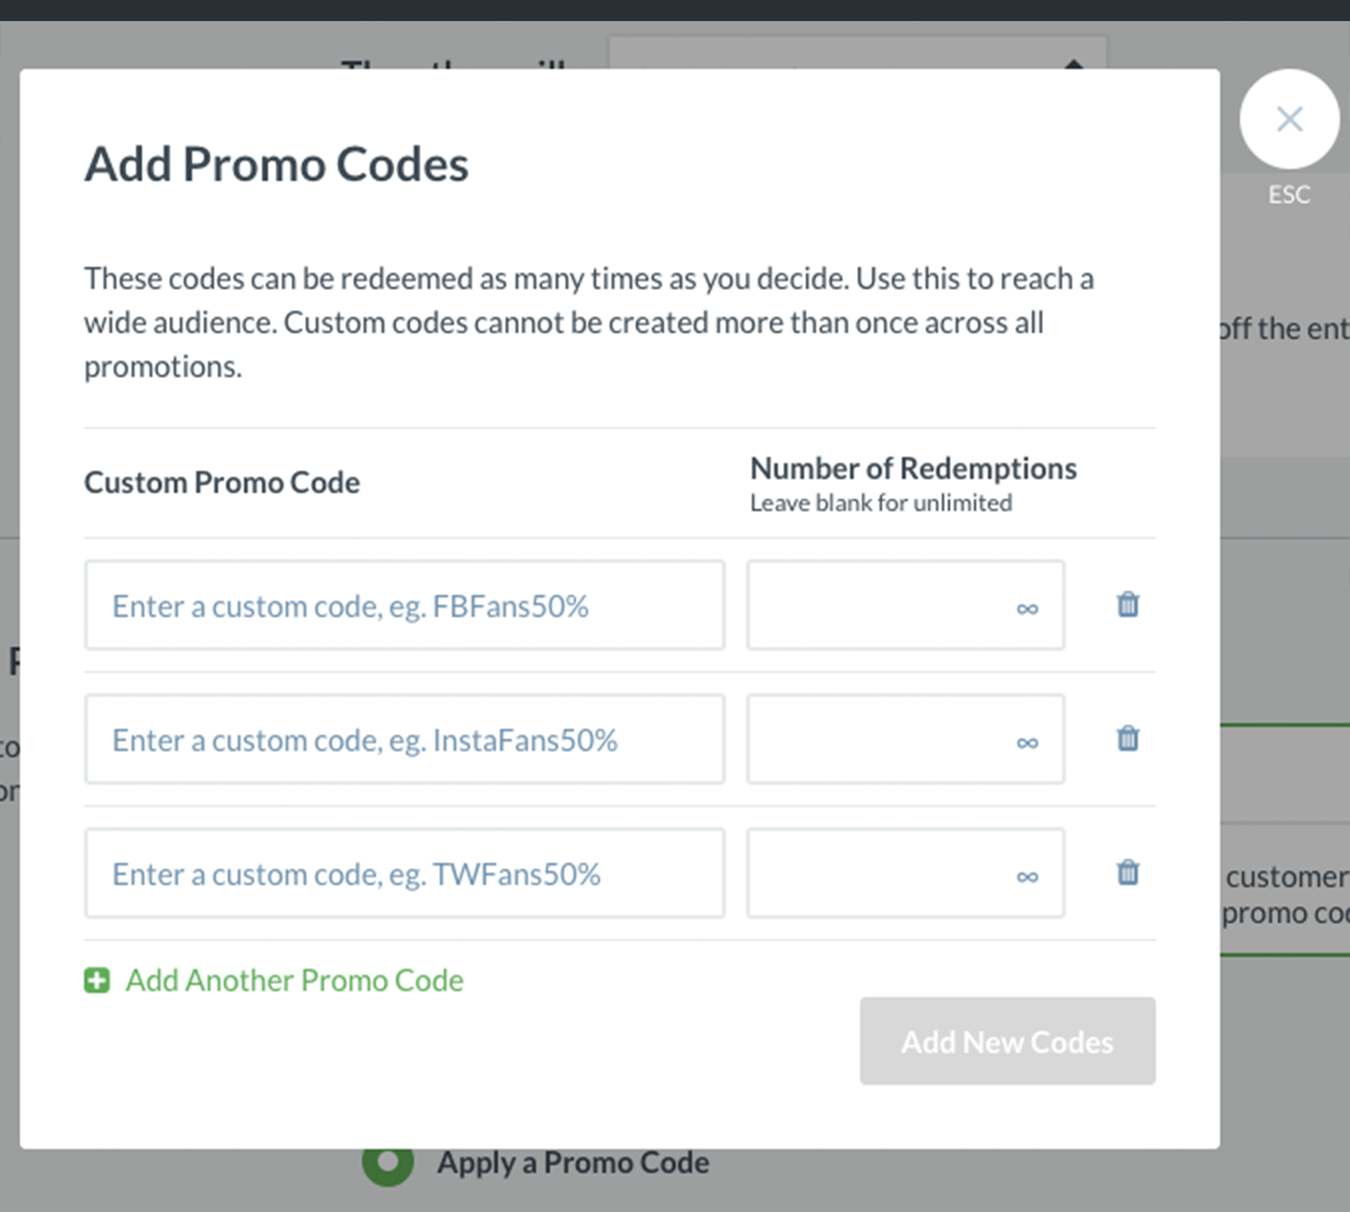 Add Promo Codes
ESC
These codes can be redeemed as many times as you decide. Use this to reach a
wide audience. Custom codes cannot be created more than once across all
promotions.
off the ent
Custom Promo Code
Number of Redemptions
Leave blank for unlimited
Enter a custom code, eg. FBFans50%
∞
Enter a custom code, eg. InstaFans50%
∞
Enter a custom code, eg. TWFans50%
∞
customer
promo co
Add Another Promo Code
Add New Codes
Apply a Promo Code